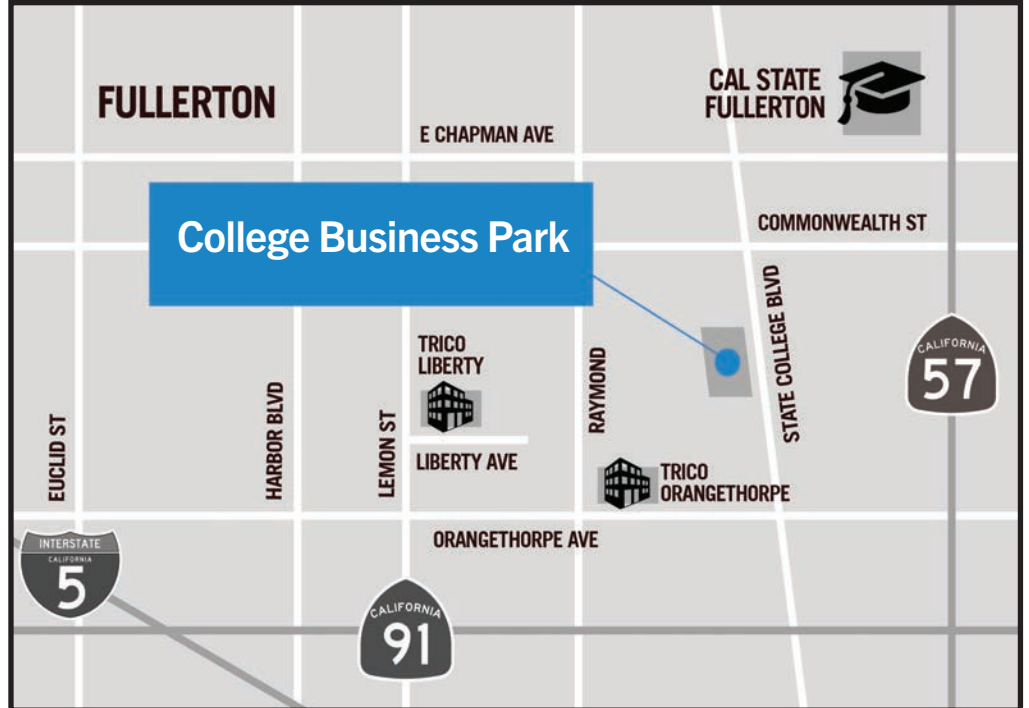 FULLERTON
CAL STATE
FULLERTON
E CHAPMAN AVE
College Business Park
COMMONWEALTH ST
STATE COLLEGE BLVD
TRICO
LIBERTY
RAYMOND
CALIFORNIA
57
EUCLID ST
HARBOR BLVD
LEMON ST
LIBERTY AVE
TRICO
ORANGETHORPE
ORANGETHORPE AVE
INTERSTATE
CALIFORNIA
5
CALIFORNIA
91